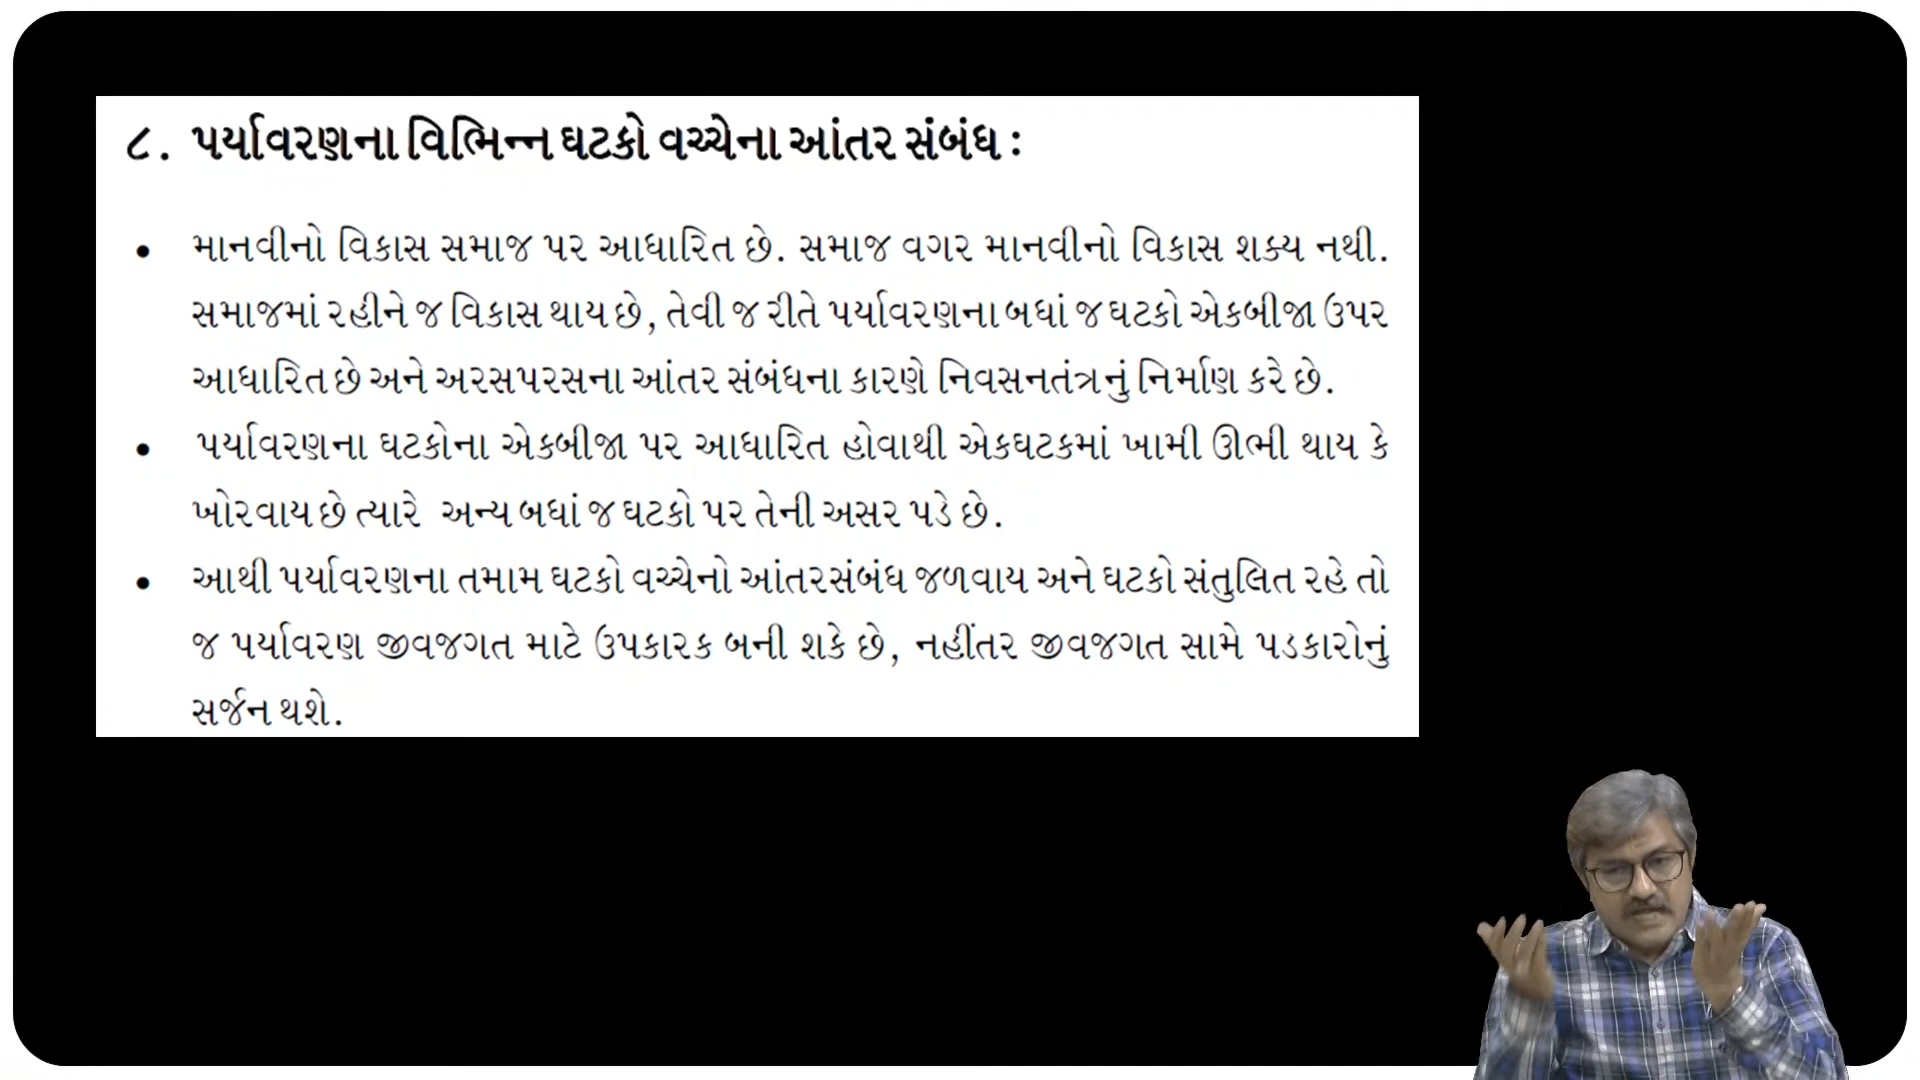 ૮. પર્યાવરણના વિભિન્ન ઘટકો વચ્ચેના આંતર સંબંધ :
• માનવીનો વિકાસ સમાજ પર આધારિત છે. સમાજ વગર માનવીનો વિકાસ શક્ય નથી.
સમાજમાં રહીને જ વિકાસ થાય છે, તેવી જ રીતે પર્યાવરણના બધાં જ ઘટકો એકબીજા ઉપર
આધારિત છે અને અરસપરસના આંતર સંબંધના કારણે નિવસનતંત્રનું નિર્માણ કરે છે.
• પર્યાવરણના ઘટકોના એકબીજા પર આધારિત હોવાથી એકઘટકમાં ખામી ઊભી થાય કે
ખોરવાય છે ત્યારે અન્ય બધાં જ ઘટકો પર તેની અસર પડે છે.
• આથી પર્યાવરણના તમામ ઘટકો વચ્ચેનો આંતરસંબંધ જળવાય અને ઘટકો સંતુલિત રહે તો
જ પર્યાવરણ જીવજગત માટે ઉપકારક બની શકે છે, નહીંતર જીવજગત સામે પડકારોનું
સર્જન થશે.